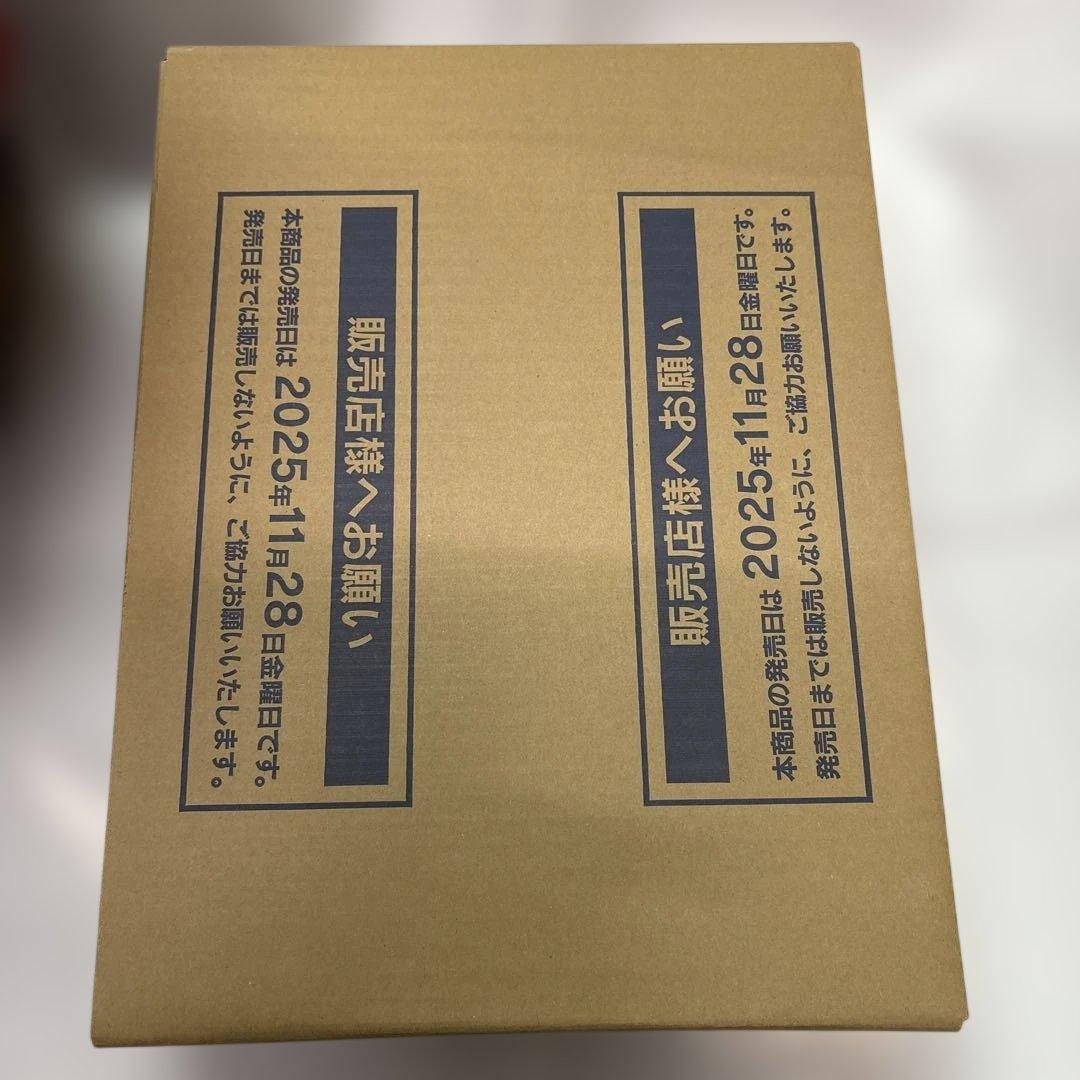 販売店様へお願い
本商品の発売日は 2025年11月28日金曜日です。
発売日までは販売しないように、ご協力お願いいたします。
販売店様へお願い
本商品の発売日は 2025年11月28日金曜日です。
発売日までは販売しないように、ご協力お願いいたします。